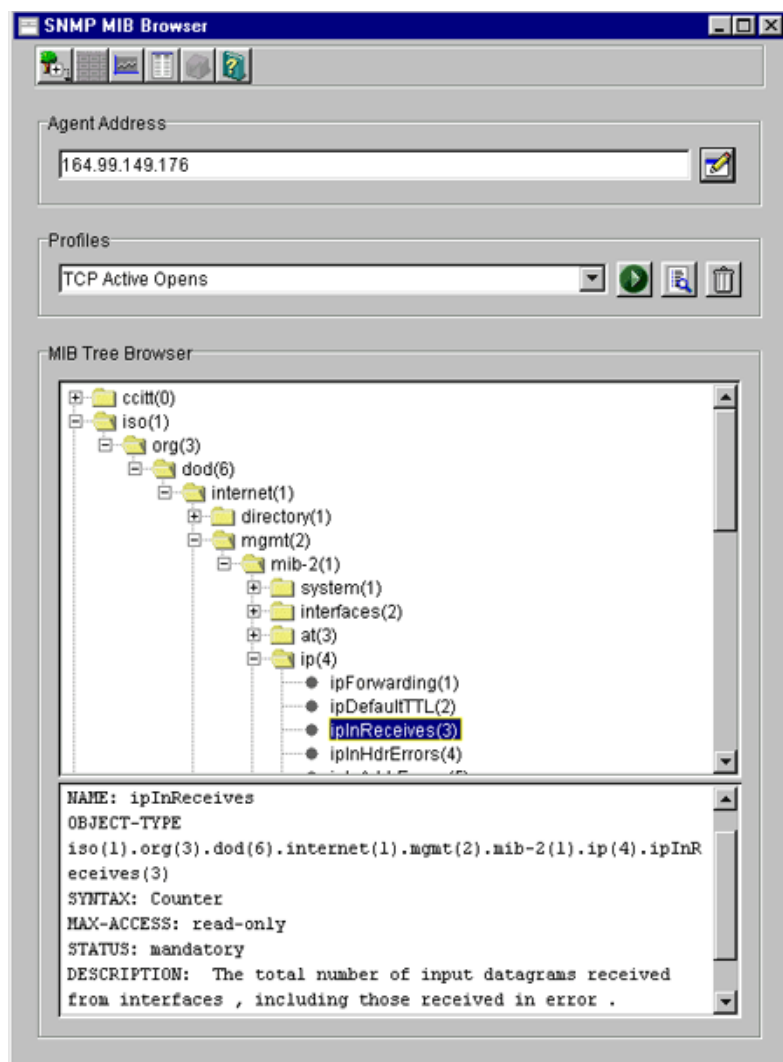 SNMP MIB Browser
Agent Address
164.99.149.176
Profiles
TCP Active Opens
MIB Tree Browser
ccitt(0)
iso(1)
org(3)
dod(6)
internet(1)
directory(1)
mgmt(2)
mib-2(1)
system(1)
interfaces(2)
at(3)
ip(4)
ipForwarding(1)
ipDefaultTTL(2)
ipInReceives(3)
ipInHdrErrors(4)
NAME: ipInReceives
OBJECT-TYPE
iso(1).org(3).dod(6).internet(1).mgmt(2).mib-2(1).ip(4).ipInR
eceives(3)
SYNTAX: Counter
MAX-ACCESS: read-only
STATUS: mandatory
DESCRIPTION:  The total number of input datagrams received
from interfaces , including those received in error .